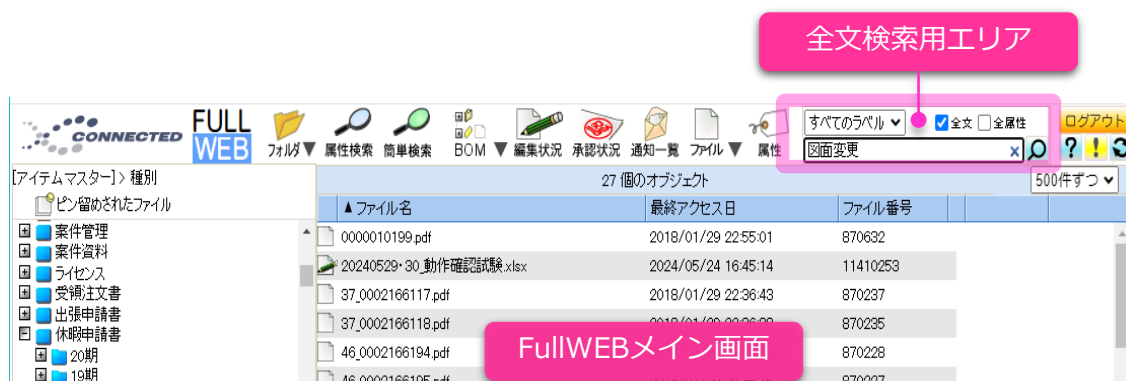 全文検索用エリア
CONNECTED
FULL
WEB
フォルダ▼ 属性検索 簡単検索 BOM ▼ 編集状況 承認状況 通知一覧 ファイル ▼ 属性
すべてのラベル 全文 全属性
図面変更 ×
ログアウト
? !
[アイテムマスター] > 種別
27 個のオブジェクト
500件ずつ
ピン留めされたファイル
▲ ファイル名 最終アクセス日 ファイル番号
案件管理
案件資料
ライセンス
受領注文書
出張申請書
休暇申請書
20期
19期
0000010199.pdf 2018/01/29 22:55:01 870632
20240529・30_動作確認試験.xlsx 2024/05/24 16:45:14 11410253
37_0002166117.pdf 2018/01/29 22:36:43 870237
37_0002166118.pdf 870235
46_0002166194.pdf 870228
46_0002166195.pdf 870227
FullWEBメイン画面